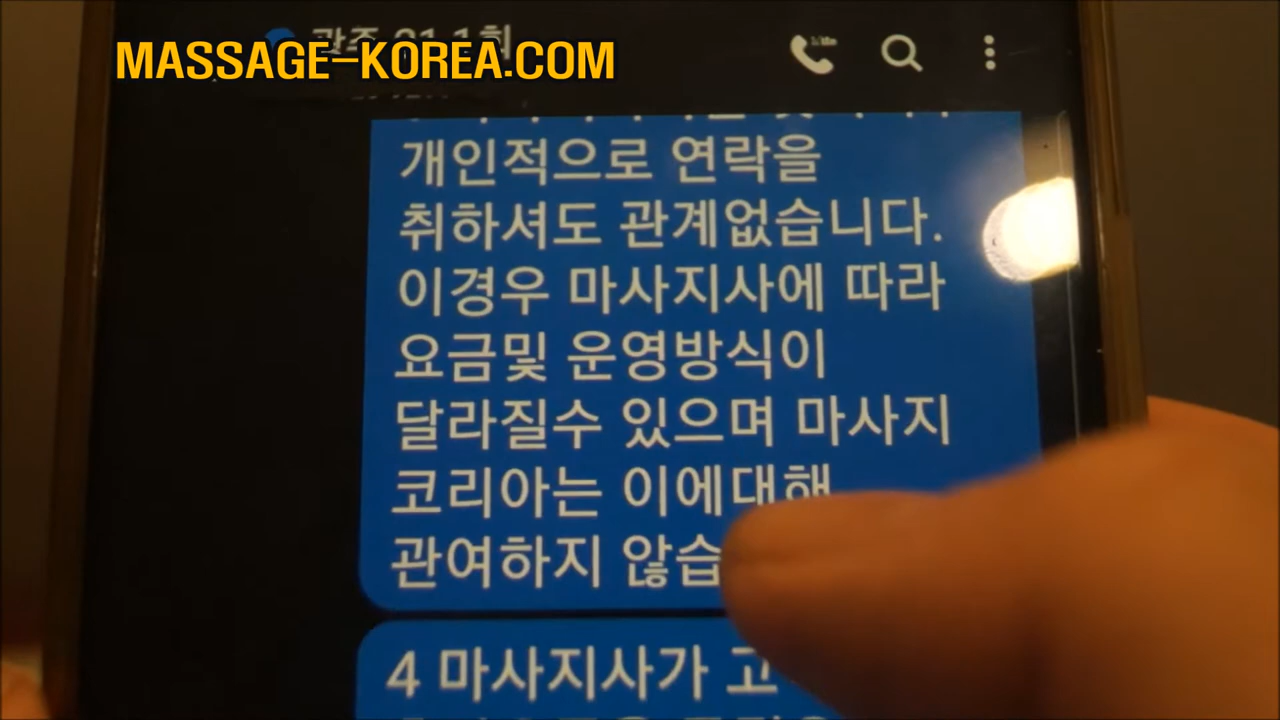 MASSAGE-KOREA.COM
개인적으로 연락을
취하셔도 관계없습니다.
이경우 마사지사에 따라
요금및 운영방식이
달라질수 있으며 마사지
코리아는 이에대해
관여하지 않습
4 마사지사가 고